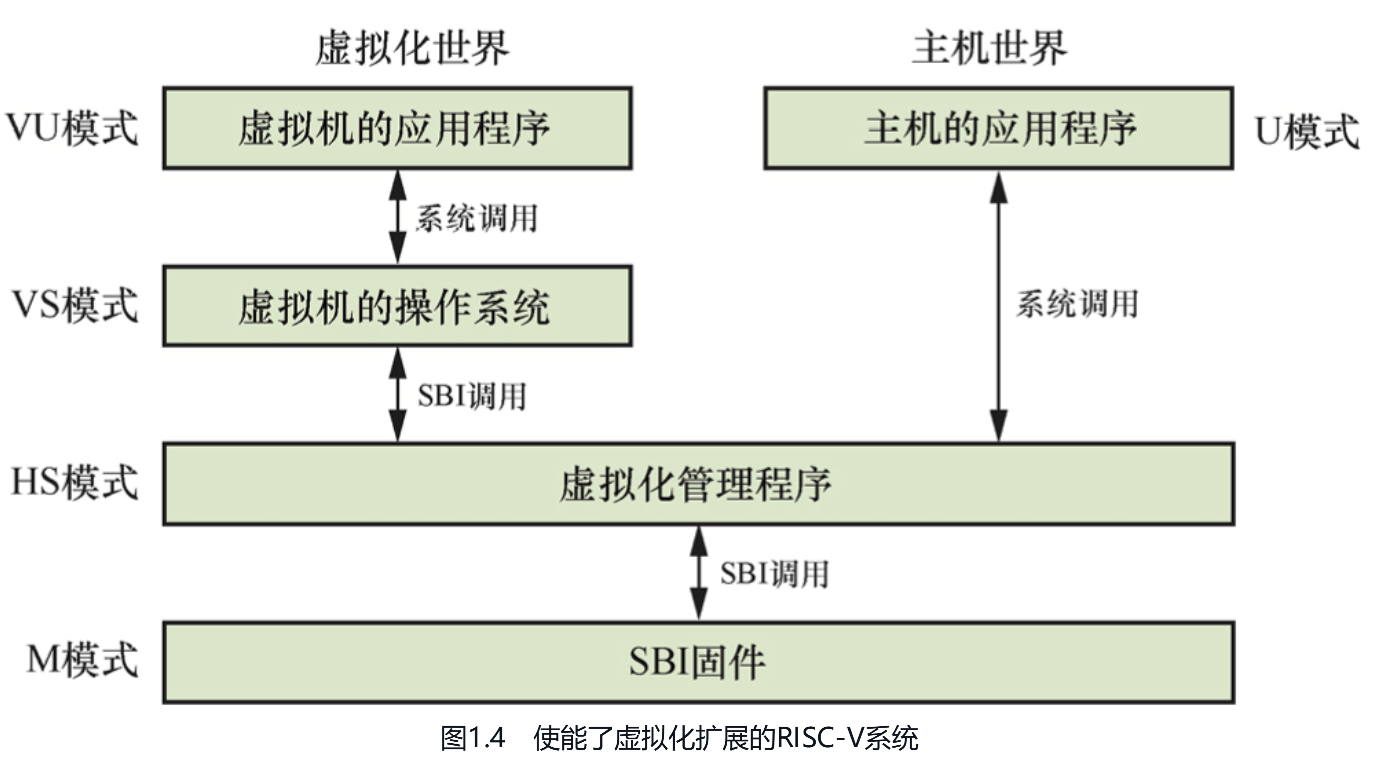 虚拟化世界
主机世界
VU模式
虚拟机的应用程序
主机的应用程序
U模式
系统调用
VS模式
虚拟机的操作系统
系统调用
SBI调用
HS模式
虚拟化管理程序
SBI调用
M模式
SBI固件
图1.4 使能了虚拟化扩展的RISC-V系统